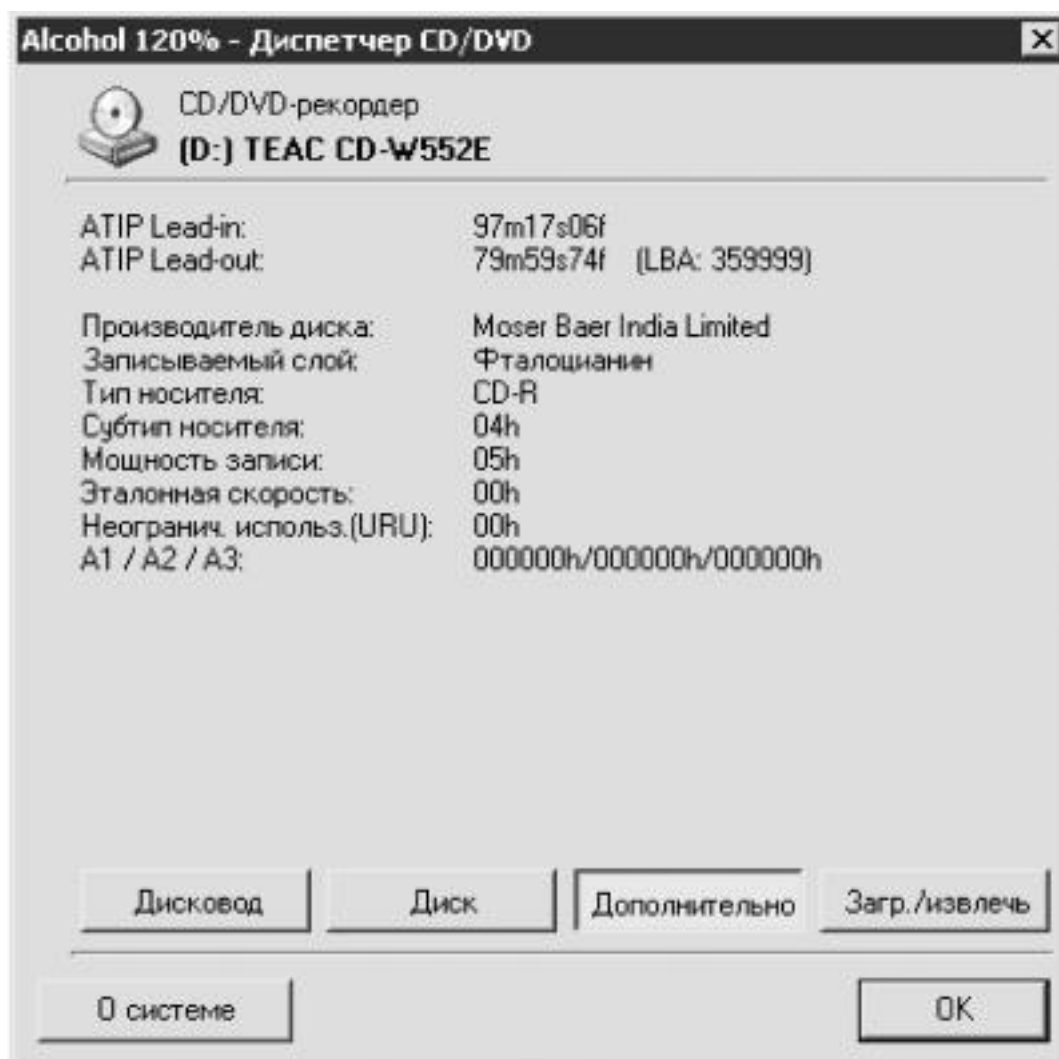 Alcohol 120% - Диспетчер CD/DVD
CD/DVD-рекордер
(D:) TEAC CD-W552E
ATIP Lead-in: 97m17s06f
ATIP Lead-out: 79m59s74f (LBA: 359999)
Производитель диска: Moser Baer India Limited
Записываемый слой: Фталоцианин
Тип носителя: CD-R
Субтип носителя: 04h
Мощность записи: 05h
Эталонная скорость: 00h
Неогранич. использ.(URU): 00h
A1 / A2 / A3: 000000h/000000h/000000h
Дисковод Диск Дополнительно Загр./извлечь
О системе OK